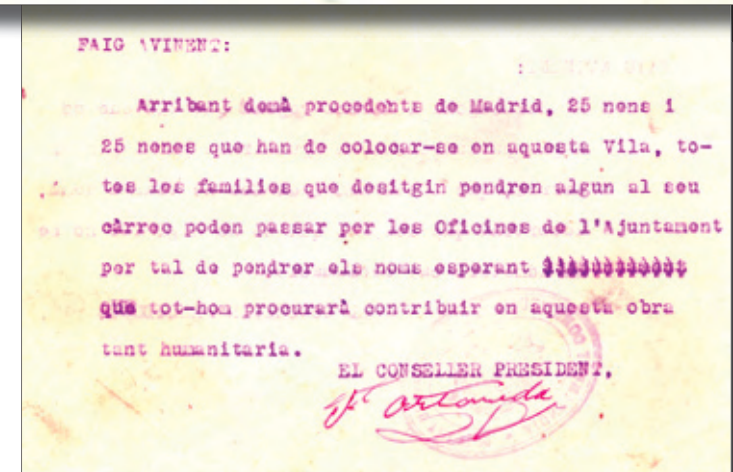 FAIG AVINENT:
Arribant demà procedents de Madrid, 25 nens i
25 nenes que han de colocar-se en aquesta Vila, to-
tes les families que desitgin pendren algun al seu
càrrec poden passar per les Oficines de l'Ajuntament
per tal de pendrer els noms esperant
que tot-hom procurarà contribuir en aquesta obra
tant humanitaria.
EL CONSELLER PRESIDENT,